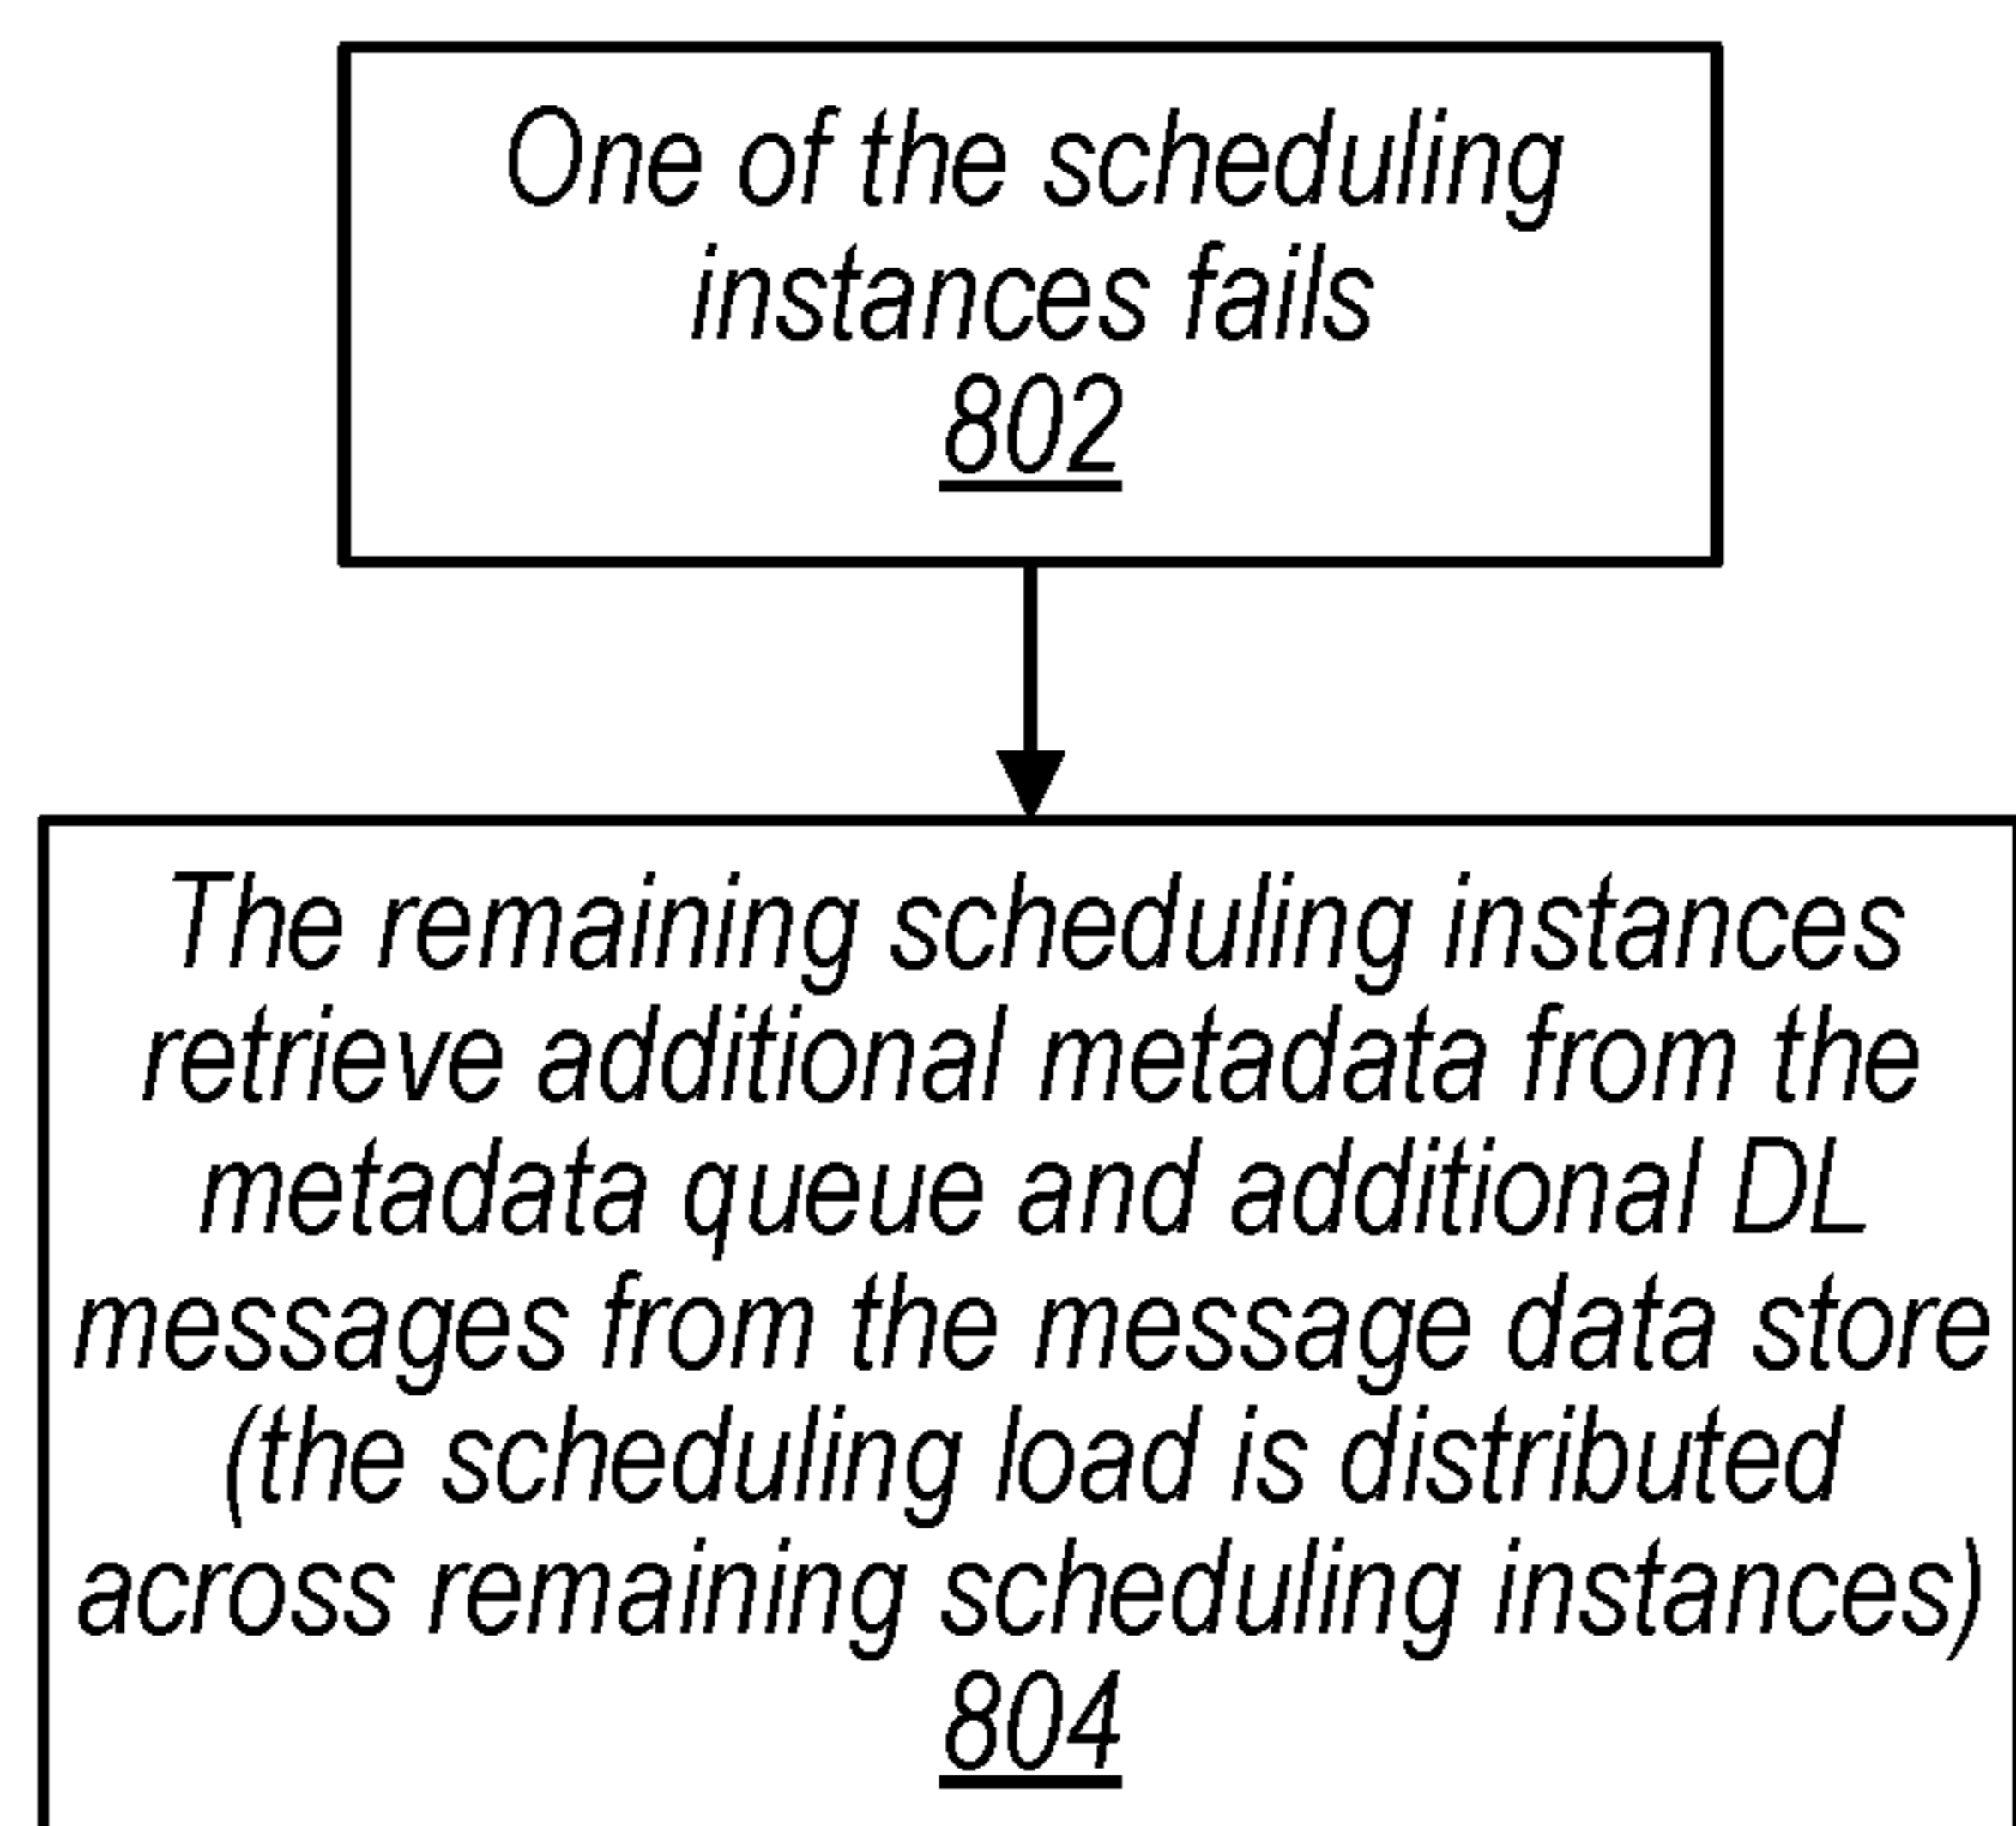 One of the scheduling
instances fails
802
The remaining scheduling instances
retrieve additional metadata from the
metadata queue and additional DL
messages from the message data store
(the scheduling load is distributed
across remaining scheduling instances)
804